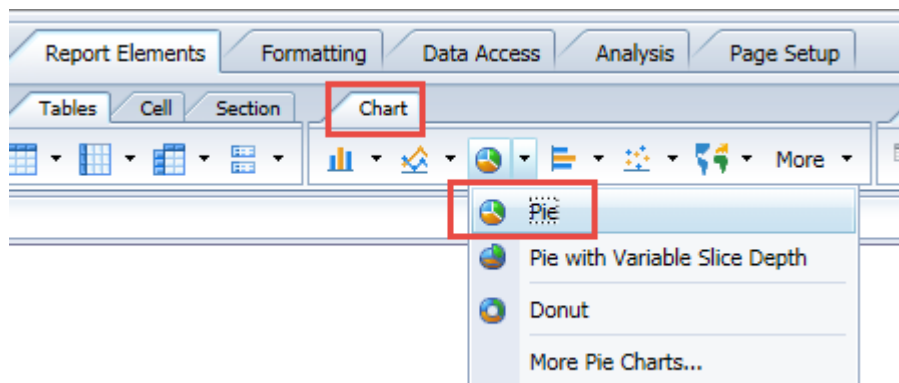 Report Elements Formatting Data Access Analysis Page Setup
Tables Cell Section Chart
More
Pie
Pie with Variable Slice Depth
Donut
More Pie Charts...